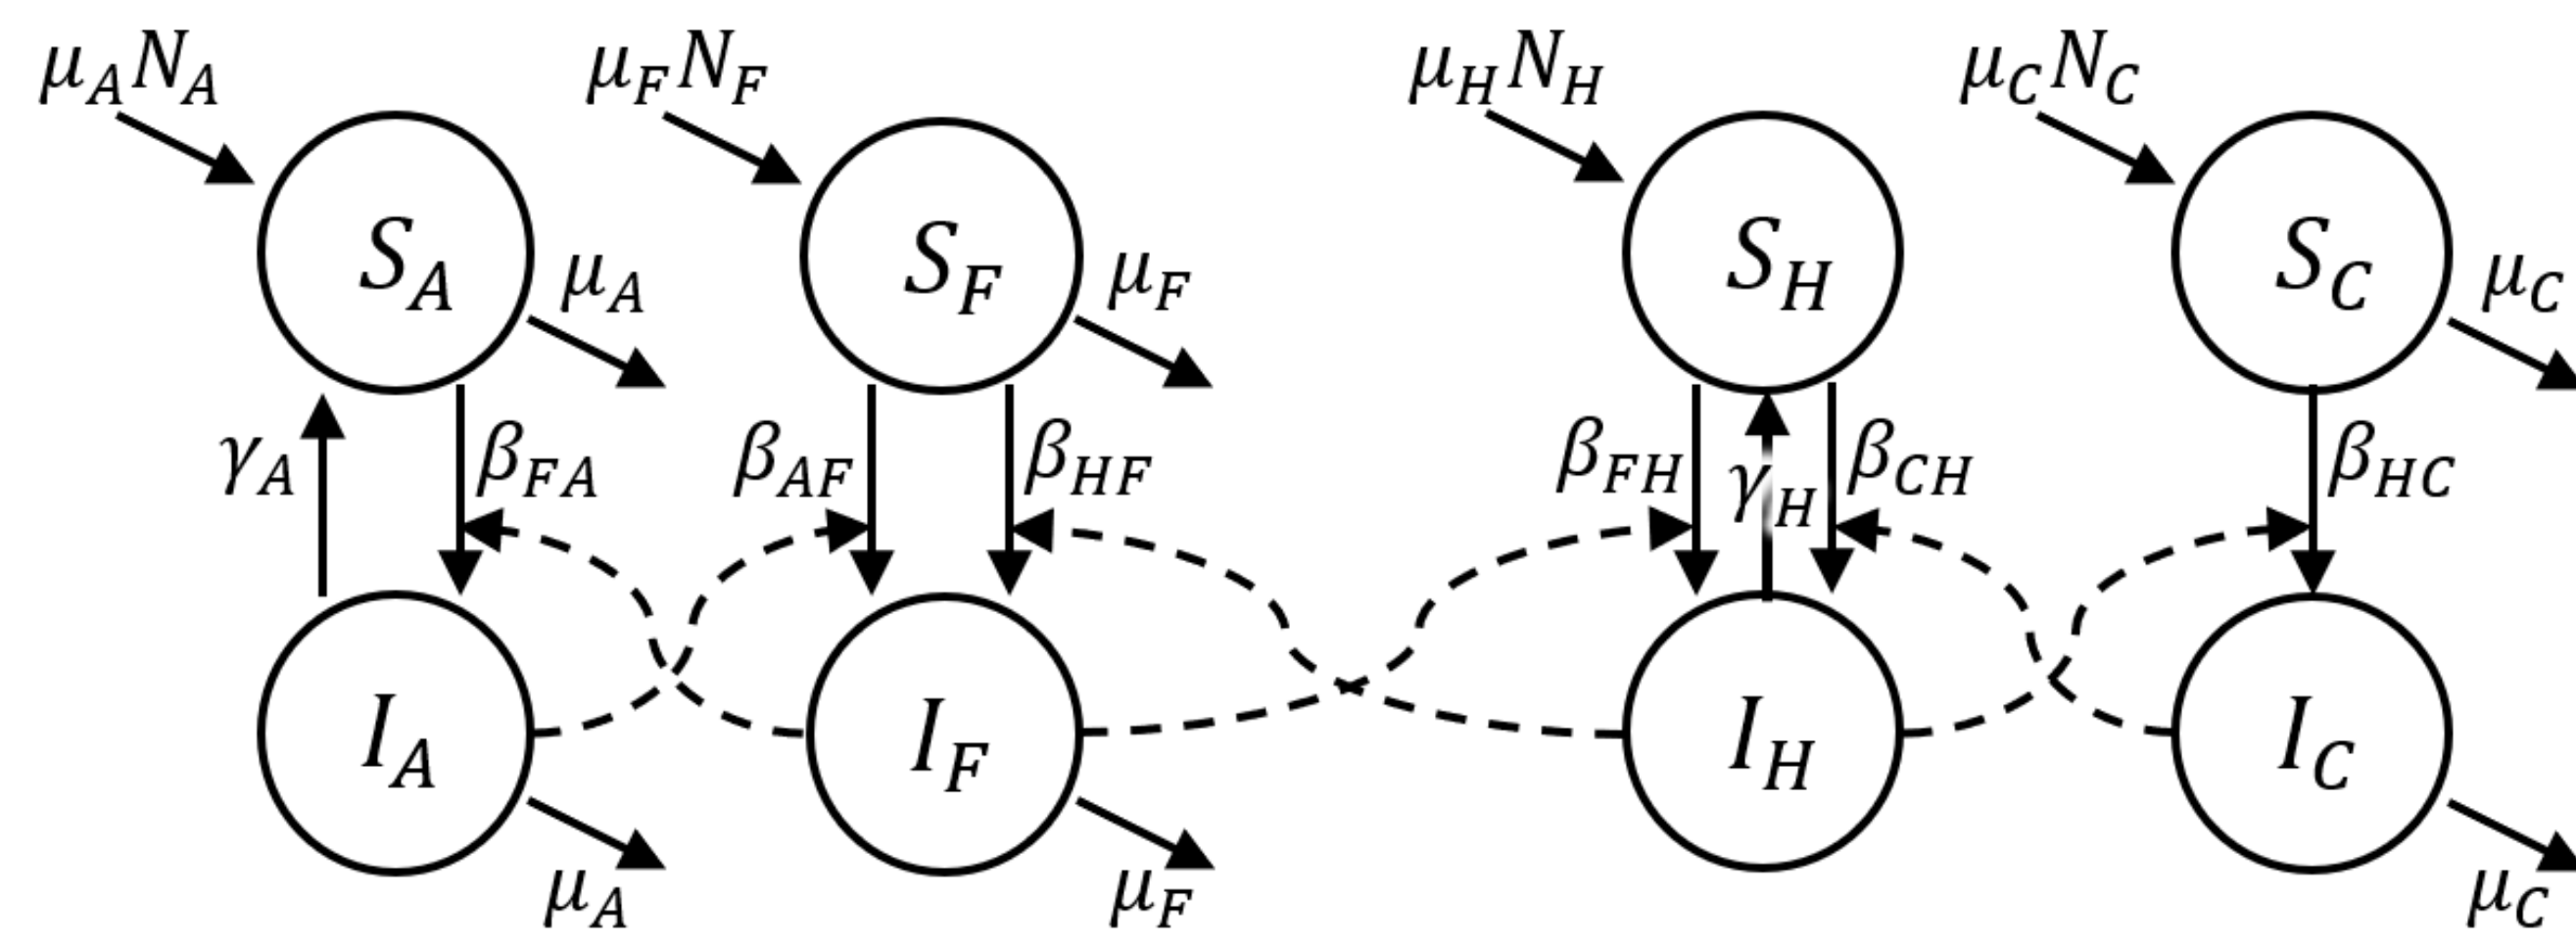 μ_A N_A μ_F N_F μ_H N_H μ_C N_C
S_A S_F S_H S_C
μ_A μ_F μ_C
γ_A β_FA β_AF β_HF β_FH γ_H β_CH β_HC
I_A I_F I_H I_C
μ_A μ_F μ_C